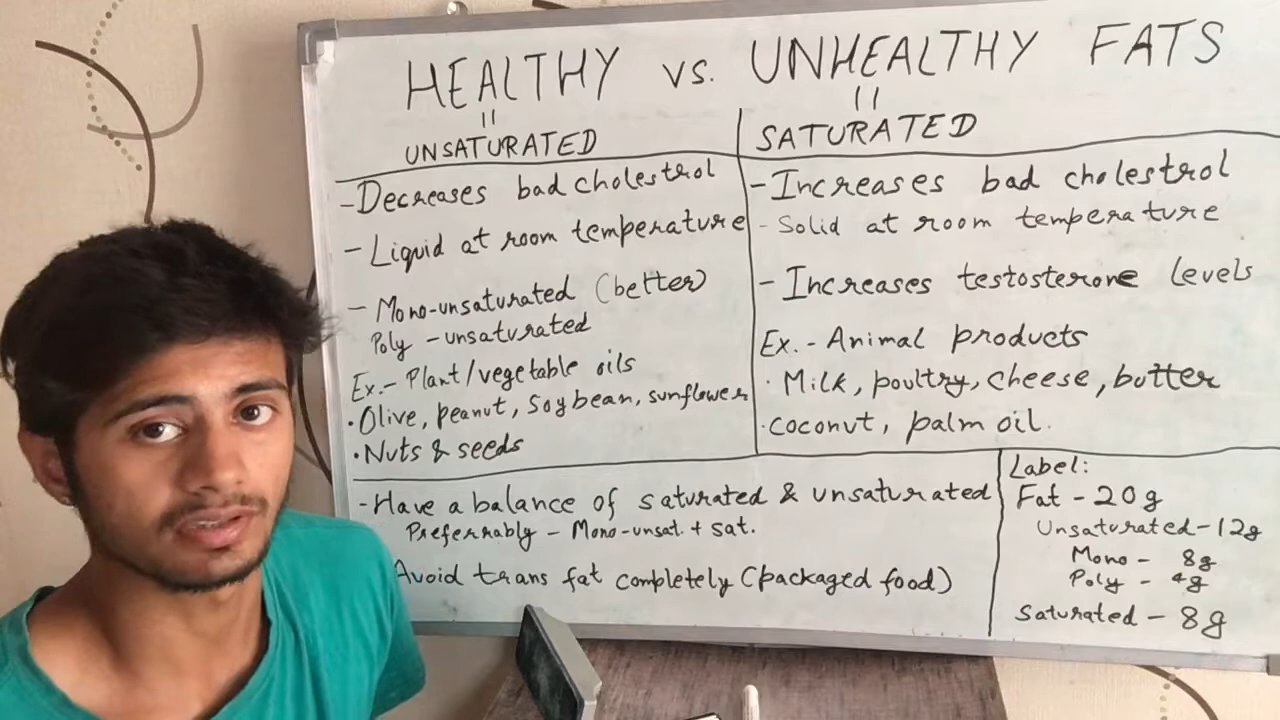 HEALTHY vs. UNHEALTHY FATS
UNSATURATED
- Decreases bad cholestrol
- Liquid at room temperature
- Mono-unsaturated (better)
Poly - unsaturated
Ex.- Plant/vegetable oils
• Olive, peanut, soybean, sunflower
• Nuts & seeds
SATURATED
- Increases bad cholestrol
- Solid at room temperature
- Increases testosterone levels
Ex. - Animal products
• Milk, poultry, cheese, butter
• coconut, palm oil.
- Have a balance of saturated & unsaturated
Preferrably - Mono-unsat. + sat.
Avoid trans fat completely (packaged food)
Label:
Fat - 20g
Unsaturated - 12g
Mono - 8g
Poly - 4g
Saturated - 8g